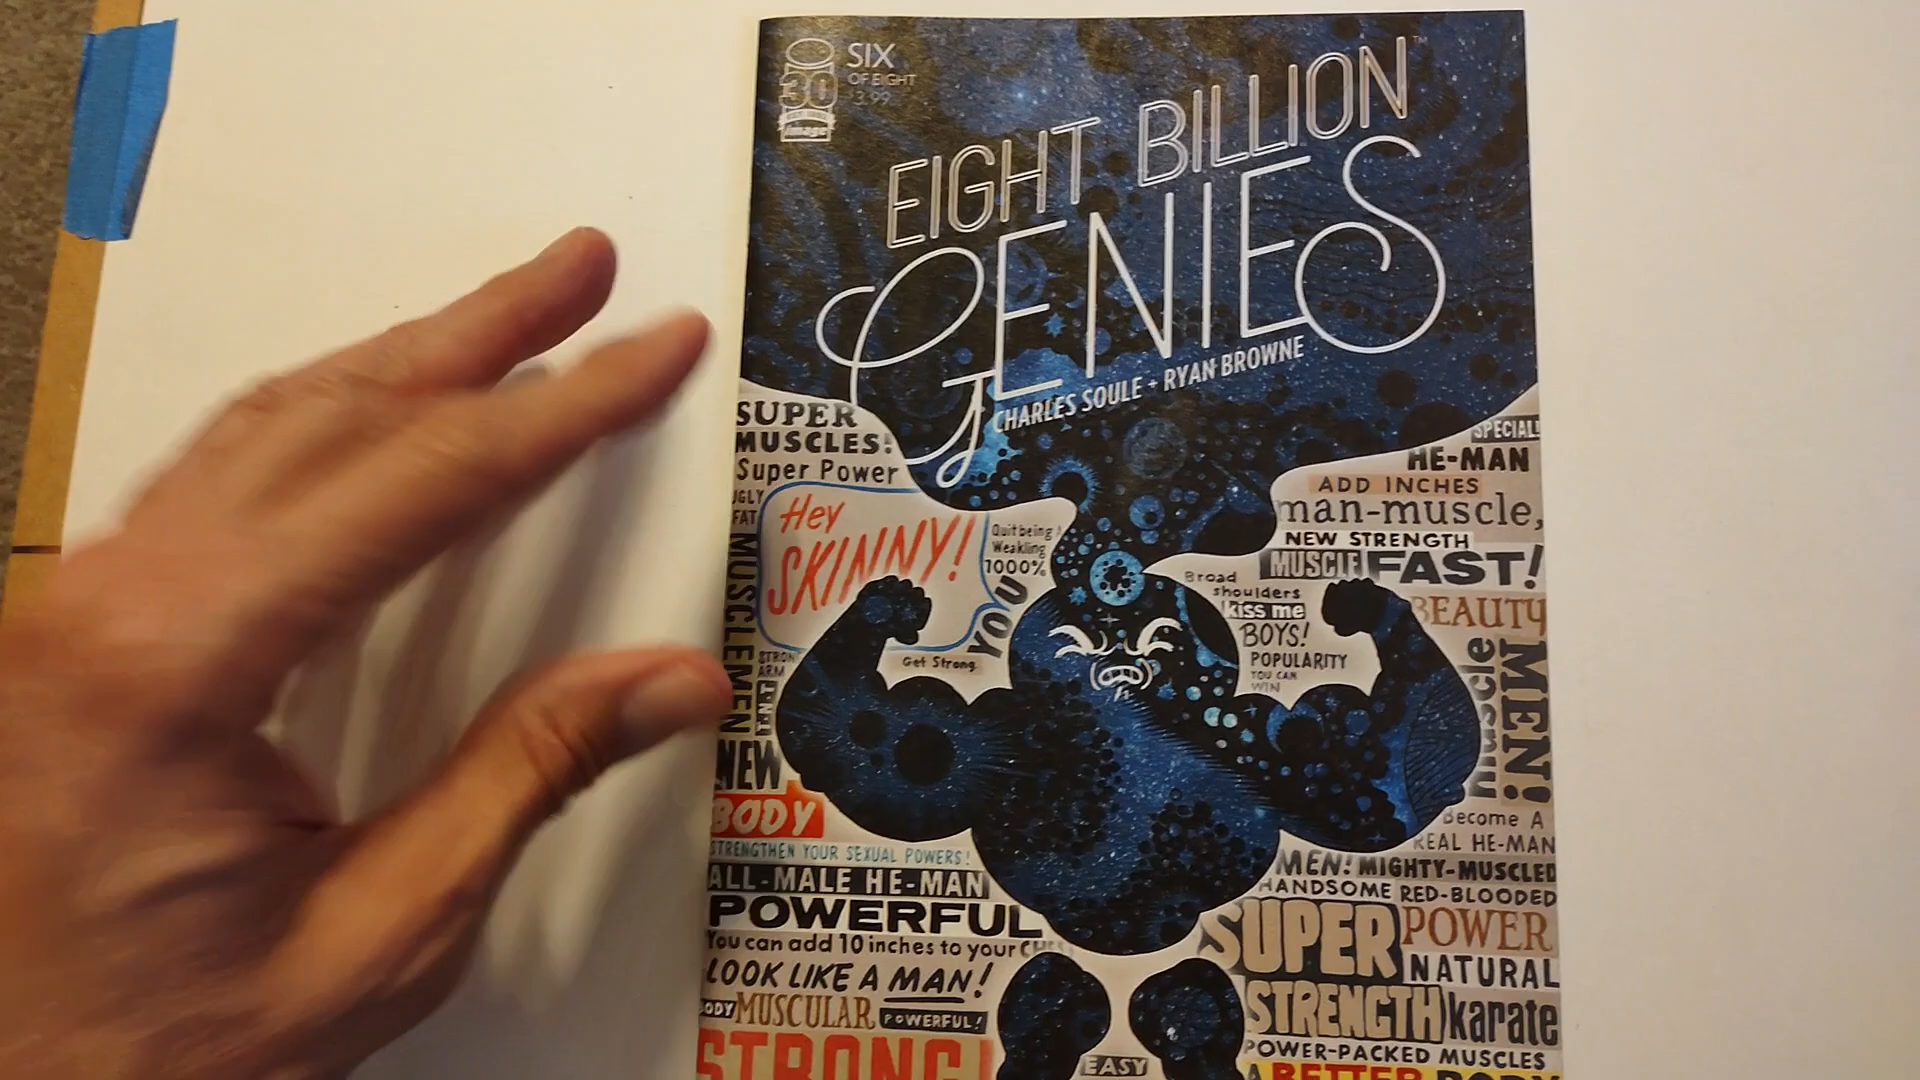 SIX
OF EIGHT
$3.99
30
image
EIGHT BILLION
GENIES
CHARLES SOULE + RYAN BROWNE
SUPER
MUSCLES!
Super Power
UGLY
FAT
Hey
SKINNY!
Quit being
Weakling
1000%
YOU
Get Strong.
MUSCLEMEN
STRONG
ARM
NEW
BODY
STRENGTHEN YOUR SEXUAL POWERS!
ALL-MALE HE-MAN
POWERFUL
You can add 10 inches to your CHEST
LOOK LIKE A MAN!
BODY MUSCULAR POWERFUL!
STRONG
EASY
SPECIAL!
HE-MAN
ADD INCHES
man-muscle,
NEW STRENGTH
MUSCLE FAST!
Broad
shoulders
kiss me
BOYS!
POPULARITY
YOU CAN
WIN
BEAUTY
muscle
MEN!
Become A
REAL HE-MAN
MEN! MIGHTY-MUSCLED
HANDSOME RED-BLOODED
SUPER POWER
NATURAL
STRENGTH karate
POWER-PACKED MUSCLES
A BETTER BODY